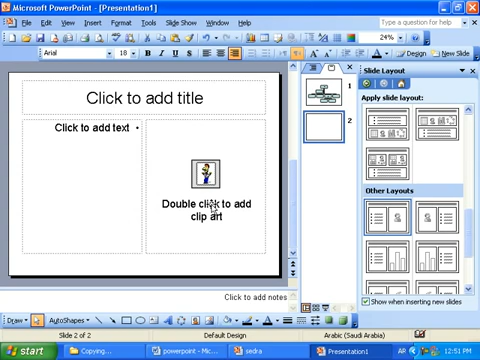 Microsoft PowerPoint - [Presentation1]
File Edit View Insert Format Tools Slide Show Window Help
Type a question for help
24%
Arial
18
B I U S
Design New Slide
Click to add title
Click to add text •
Double click to add
clip art
1
2
Slide Layout
Apply slide layout:
Other Layouts
Show when inserting new slides
Click to add notes
Draw AutoShapes
Slide 2 of 2 Default Design Arabic (Saudi Arabia)
start Copying... powerpoint - Mic... sedra Presentation1 AR 12:51 PM